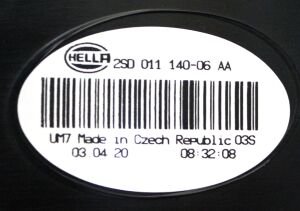 HELLA 2SD 011 140-06 AA
UM7 Made in Czech Republic 03S
03 04 20 08:32:08